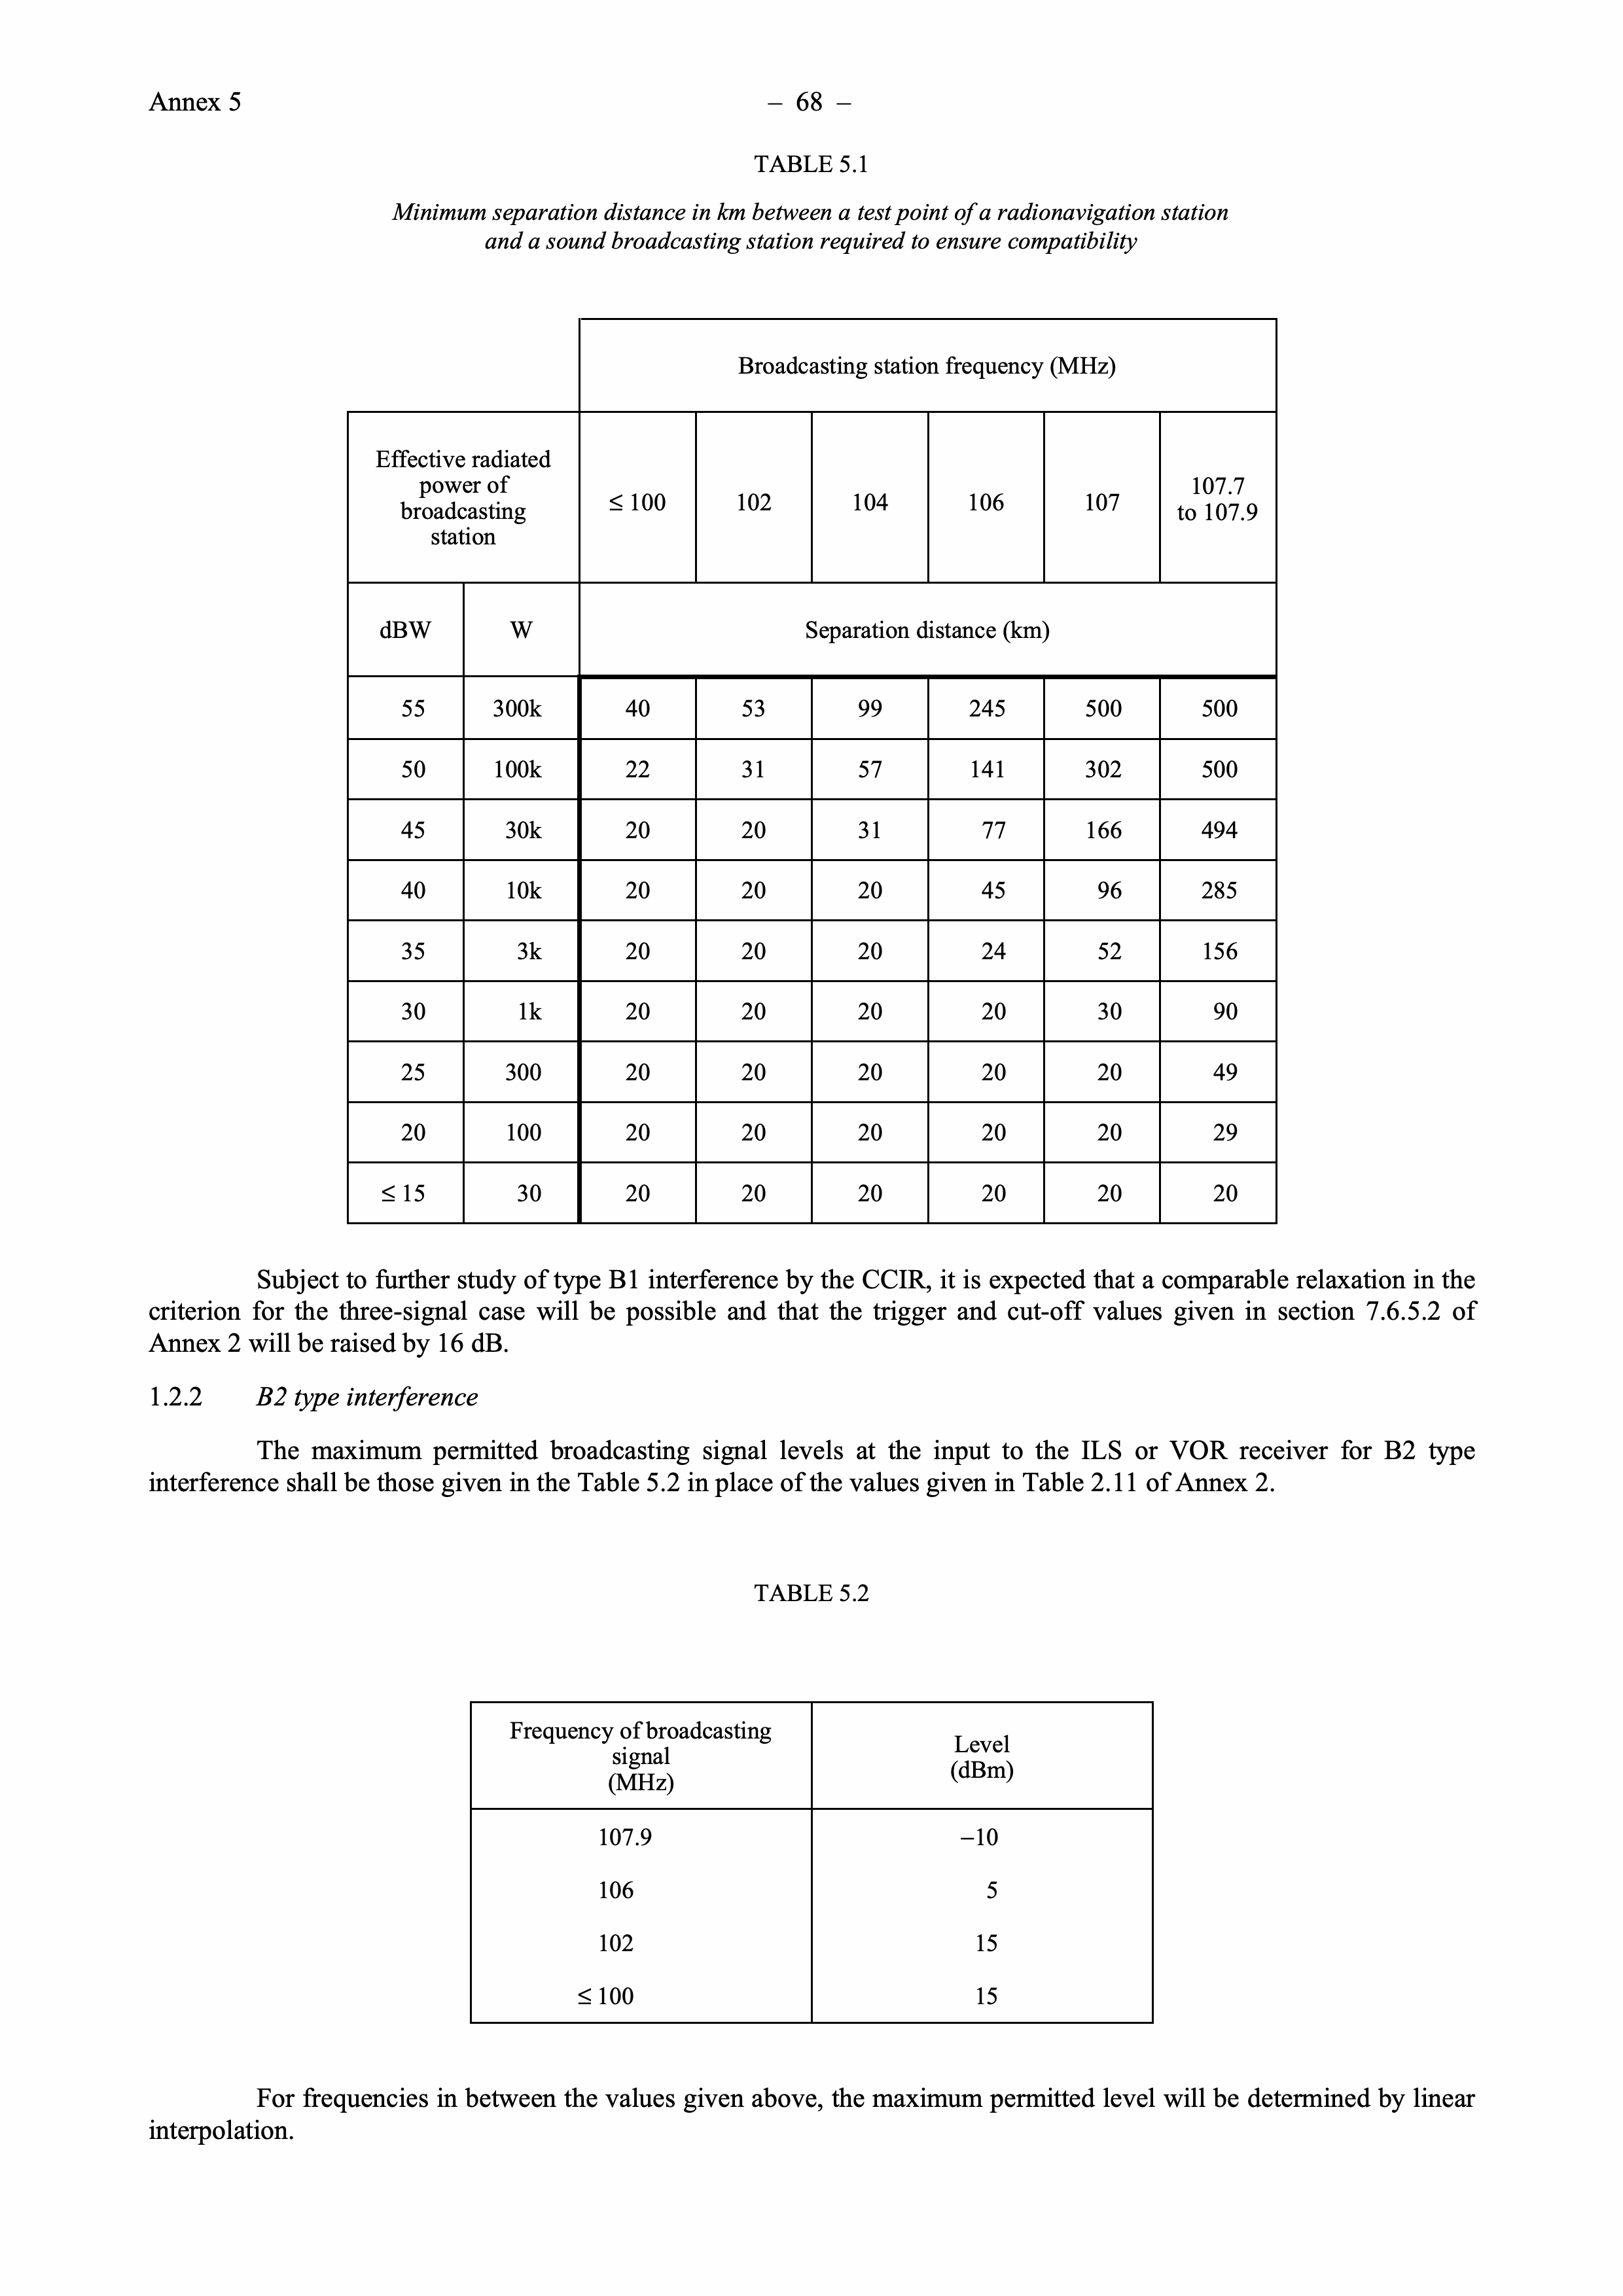 Annex 5
– 68 –
TABLE 5.1
Minimum separation distance in km between a test point of a radionavigation station
and a sound broadcasting station required to ensure compatibility
Broadcasting station frequency (MHz)
Effective radiated
power of
broadcasting
station
≤ 100
102
104
106
107
107.7
to 107.9
dBW
W
Separation distance (km)
55 300k 40 53 99 245 500 500
50 100k 22 31 57 141 302 500
45 30k 20 20 31 77 166 494
40 10k 20 20 20 45 96 285
35 3k 20 20 20 24 52 156
30 1k 20 20 20 20 30 90
25 300 20 20 20 20 20 49
20 100 20 20 20 20 20 29
≤ 15 30 20 20 20 20 20 20
Subject to further study of type B1 interference by the CCIR, it is expected that a comparable relaxation in the
criterion for the three-signal case will be possible and that the trigger and cut-off values given in section 7.6.5.2 of
Annex 2 will be raised by 16 dB.
1.2.2 B2 type interference
The maximum permitted broadcasting signal levels at the input to the ILS or VOR receiver for B2 type
interference shall be those given in the Table 5.2 in place of the values given in Table 2.11 of Annex 2.
TABLE 5.2
Frequency of broadcasting
signal
(MHz)
Level
(dBm)
107.9 –10
106 5
102 15
≤ 100 15
For frequencies in between the values given above, the maximum permitted level will be determined by linear
interpolation.